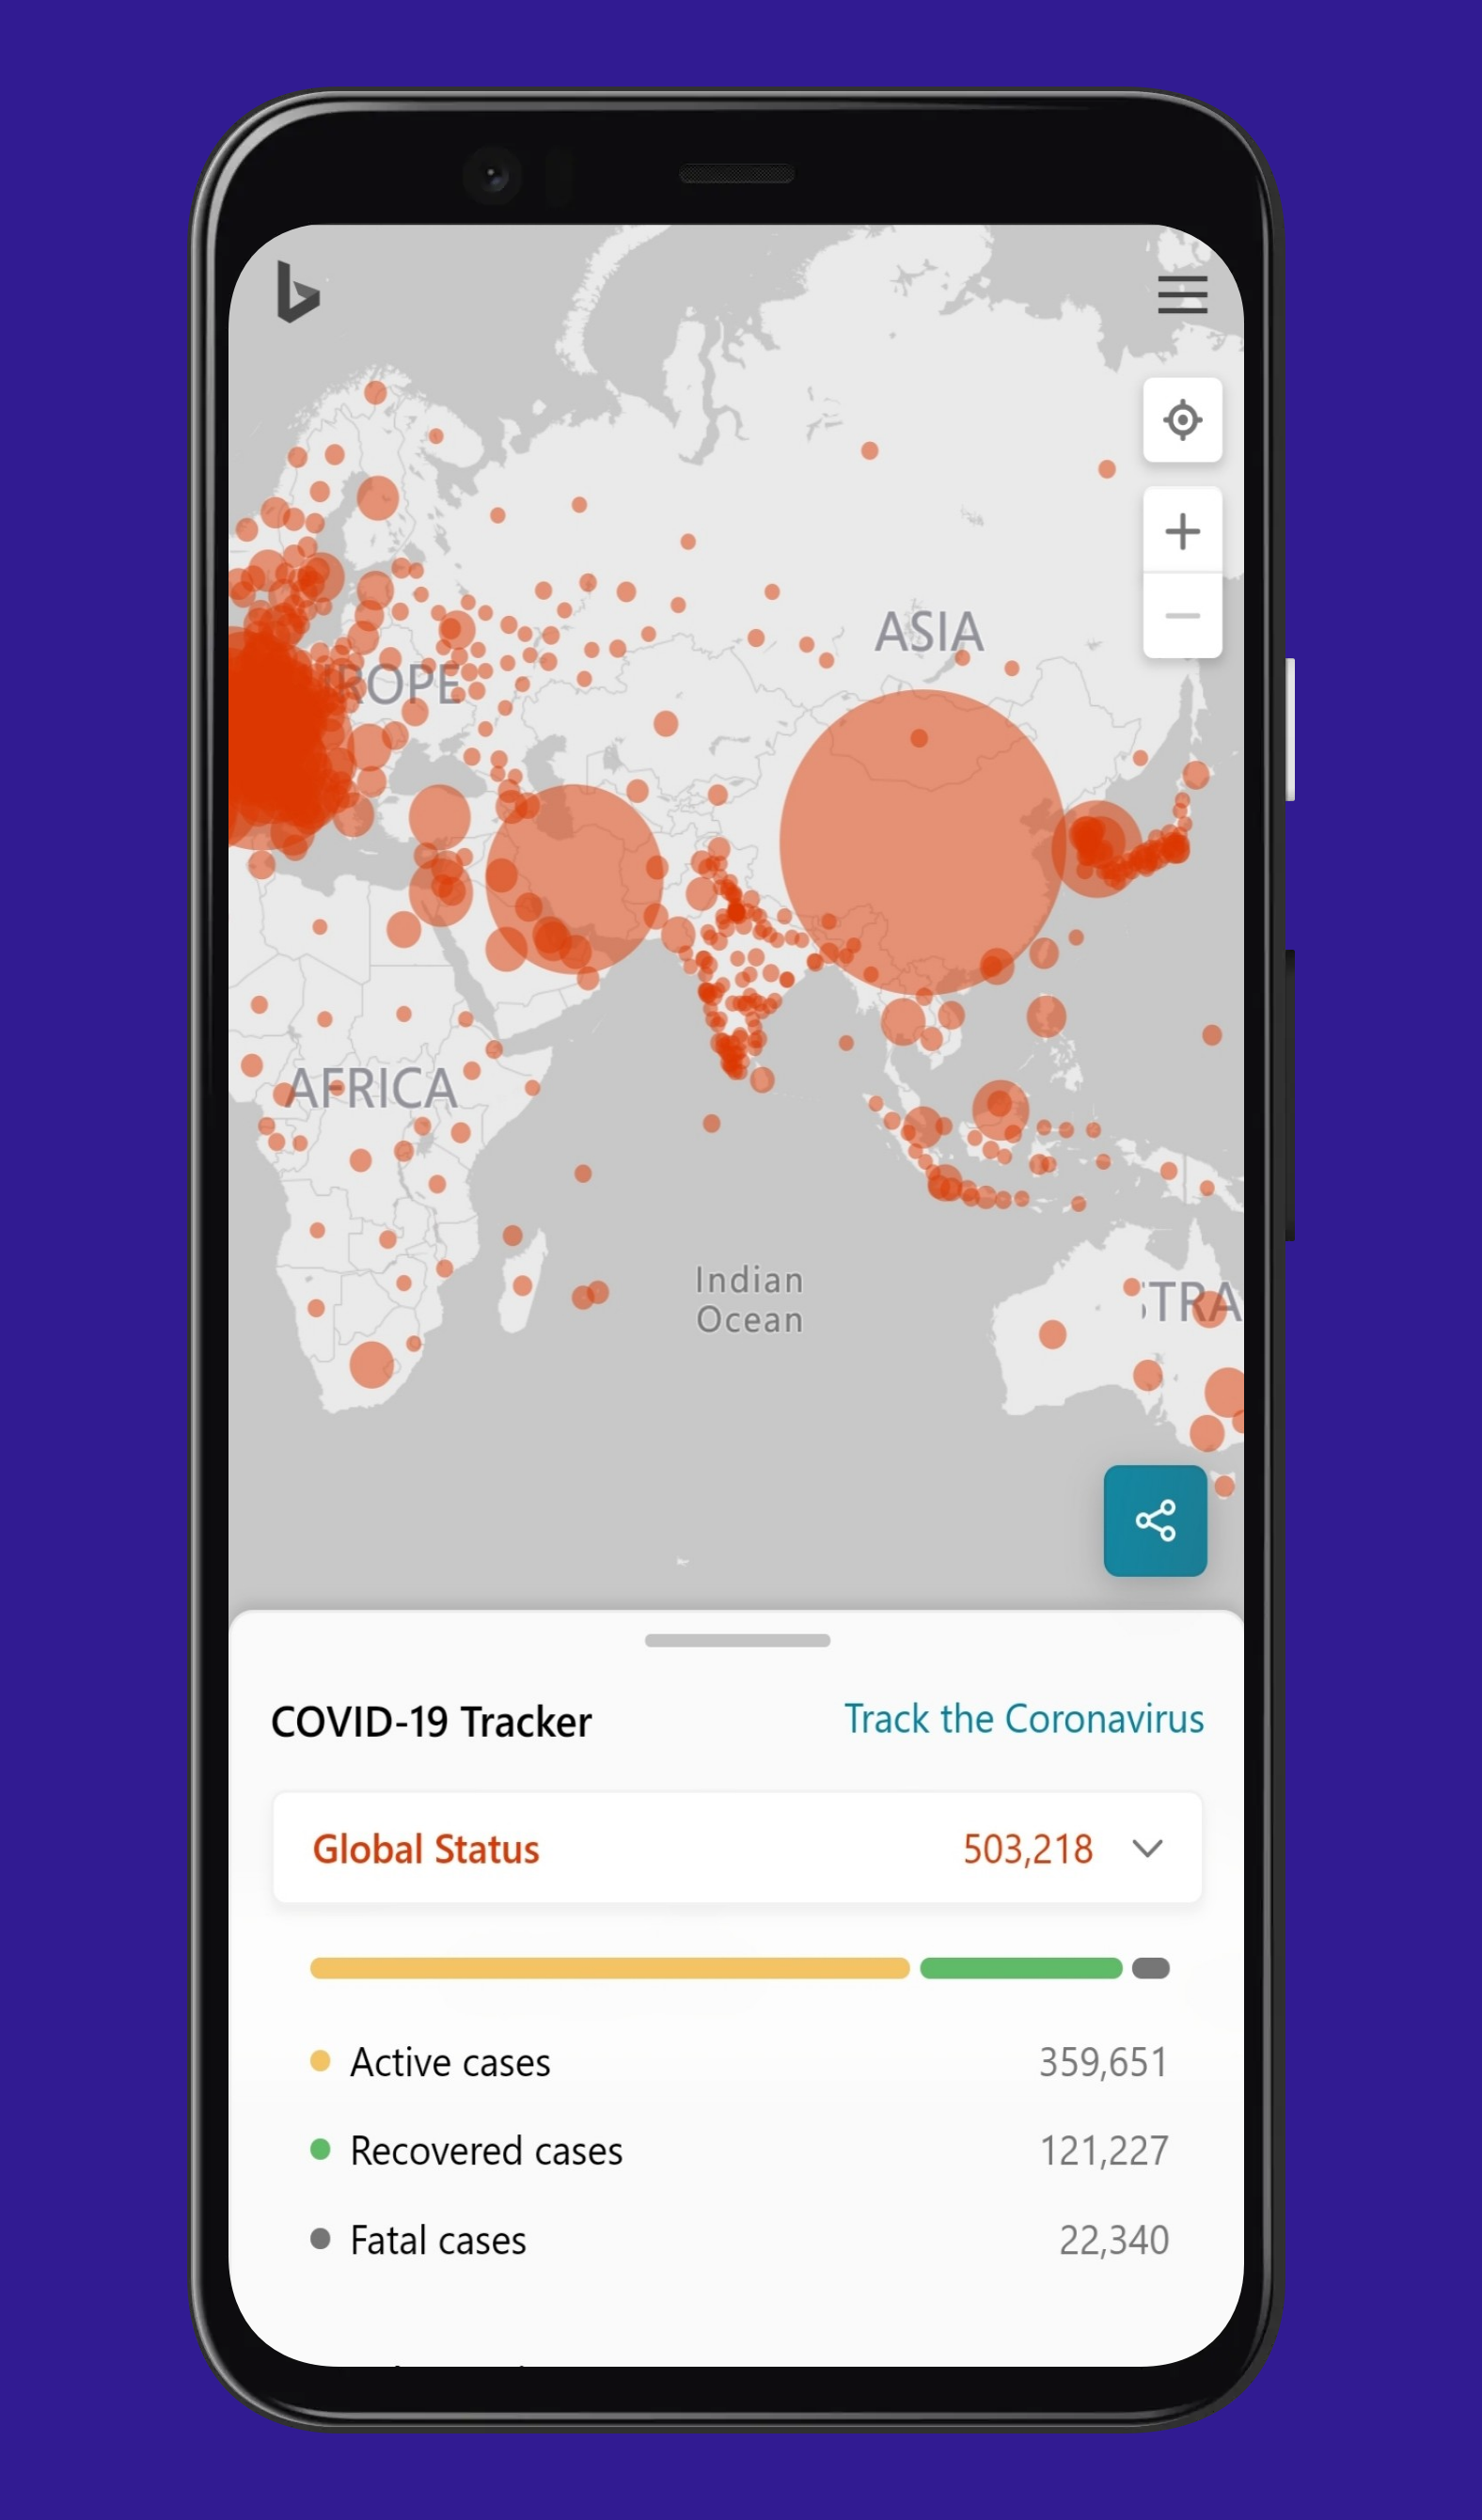 ASIA
ROPE
AFRICA
Indian
Ocean
TRA
COVID-19 Tracker
Track the Coronavirus
Global Status
503,218
Active cases
359,651
Recovered cases
121,227
Fatal cases
22,340